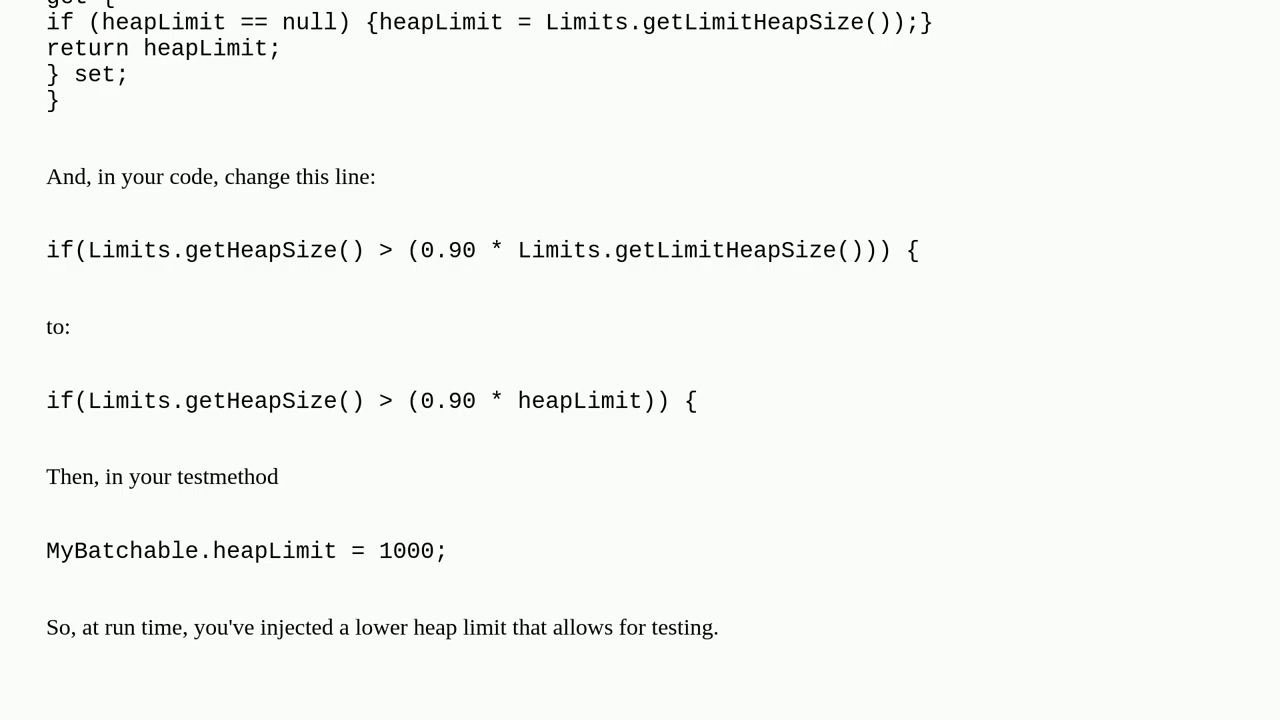 get {
if (heapLimit == null) {heapLimit = Limits.getLimitHeapSize());}
return heapLimit;
} set;
}
And, in your code, change this line:
if(Limits.getHeapSize() > (0.90 * Limits.getLimitHeapSize())) {
to:
if(Limits.getHeapSize() > (0.90 * heapLimit)) {
Then, in your testmethod
MyBatchable.heapLimit = 1000;
So, at run time, you've injected a lower heap limit that allows for testing.